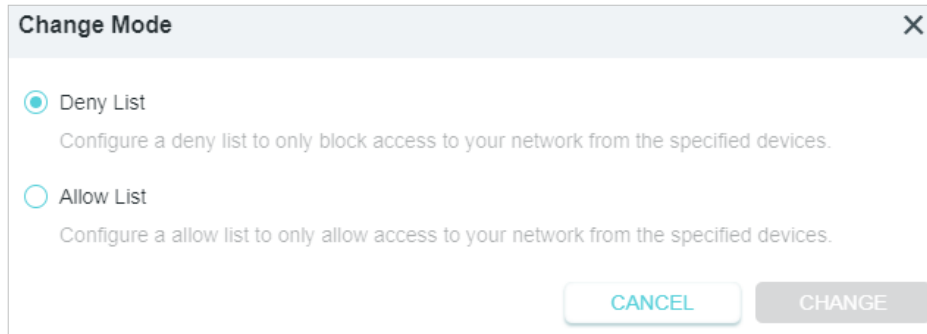 Change Mode
Deny List
Configure a deny list to only block access to your network from the specified devices.
Allow List
Configure a allow list to only allow access to your network from the specified devices.
CANCEL CHANGE